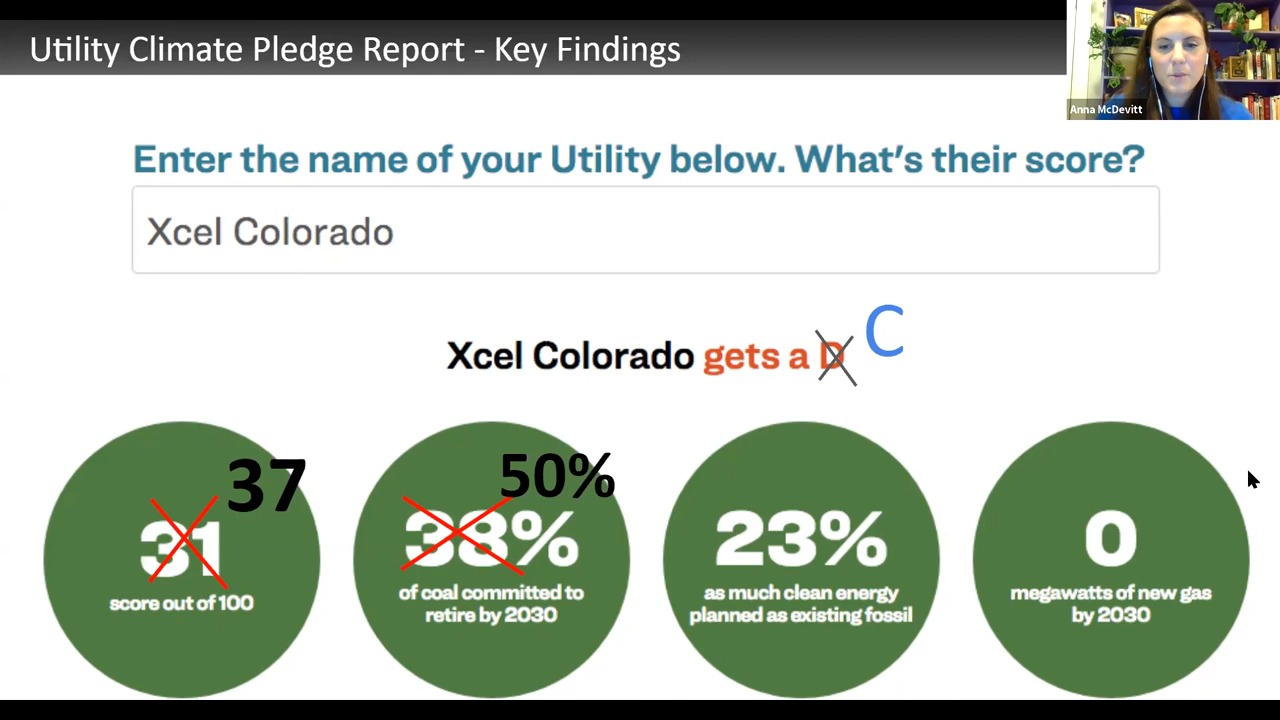 Utility Climate Pledge Report - Key Findings
Anna McDevitt
Enter the name of your Utility below. What's their score?
Xcel Colorado
Xcel Colorado gets a D C
31 37
score out of 100
38% 50%
of coal committed to
retire by 2030
23%
as much clean energy
planned as existing fossil
0
megawatts of new gas
by 2030